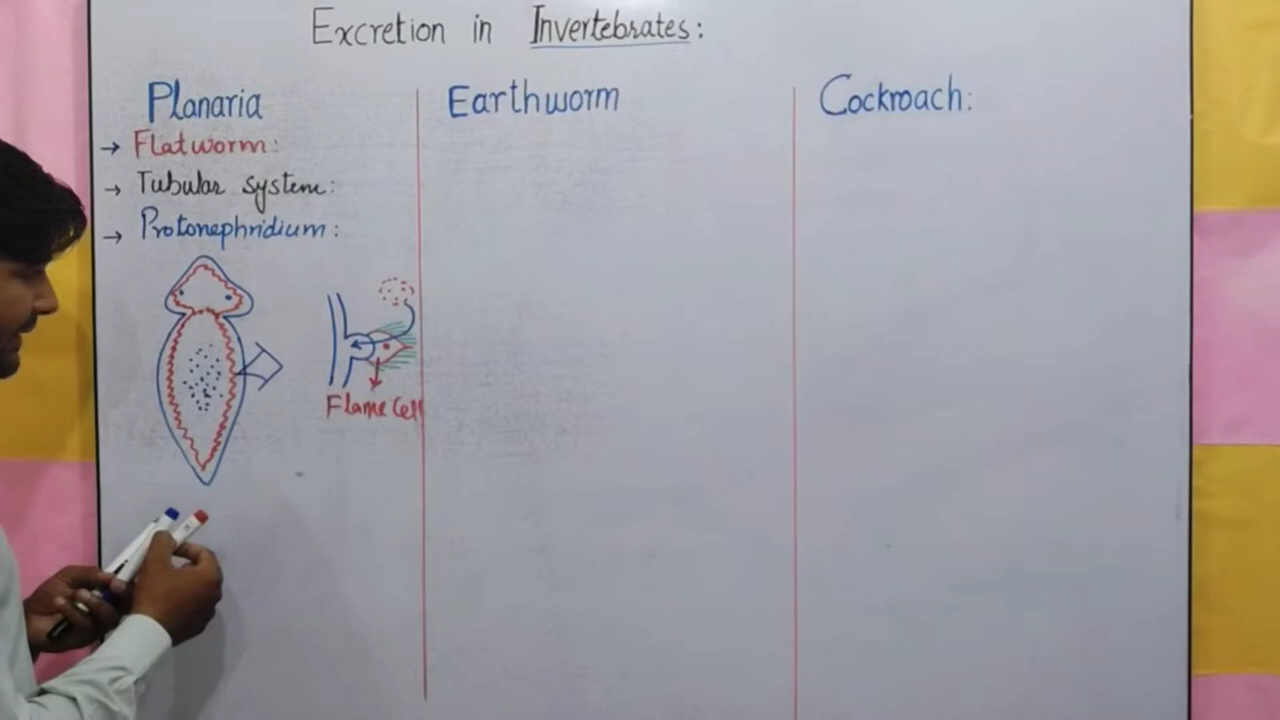 Excretion in Invertebrates:
Planaria
→ Flatworm:
→ Tubular system:
→ Protonephridium:
Flame Cell
Earthworm
Cockroach: